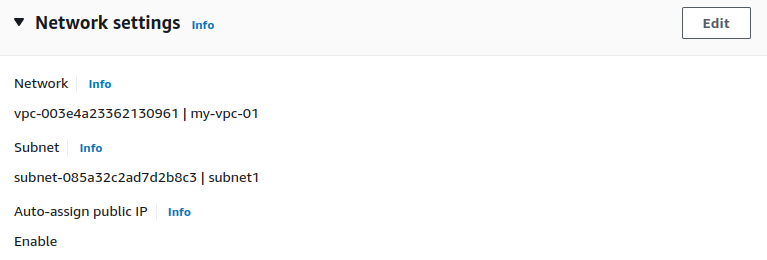 Network settings Info Edit
Network Info
vpc-003e4a23362130961 | my-vpc-01
Subnet Info
subnet-085a32c2ad7d2b8c3 | subnet1
Auto-assign public IP Info
Enable